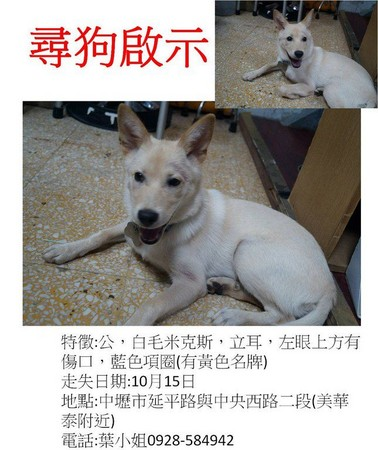 尋狗啟示
特徵:公，白毛米克斯，立耳，左眼上方有
傷口，藍色項圈(有黃色名牌)
走失日期:10月15日
地點:中壢市延平路與中央西路二段(美華
泰附近)
電話:葉小姐0928-584942